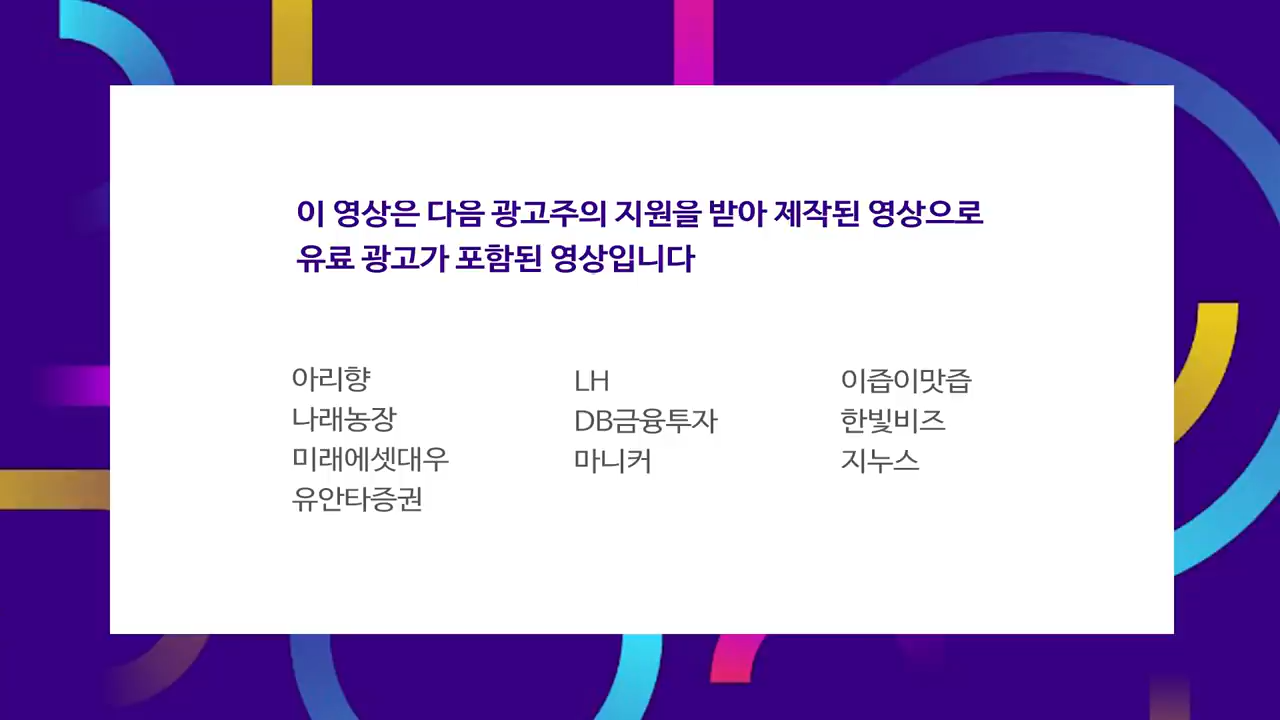 이 영상은 다음 광고주의 지원을 받아 제작된 영상으로
유료 광고가 포함된 영상입니다
아리향
나래농장
미래에셋대우
유안타증권
LH
DB금융투자
마니커
이즙이맛즙
한빛비즈
지누스